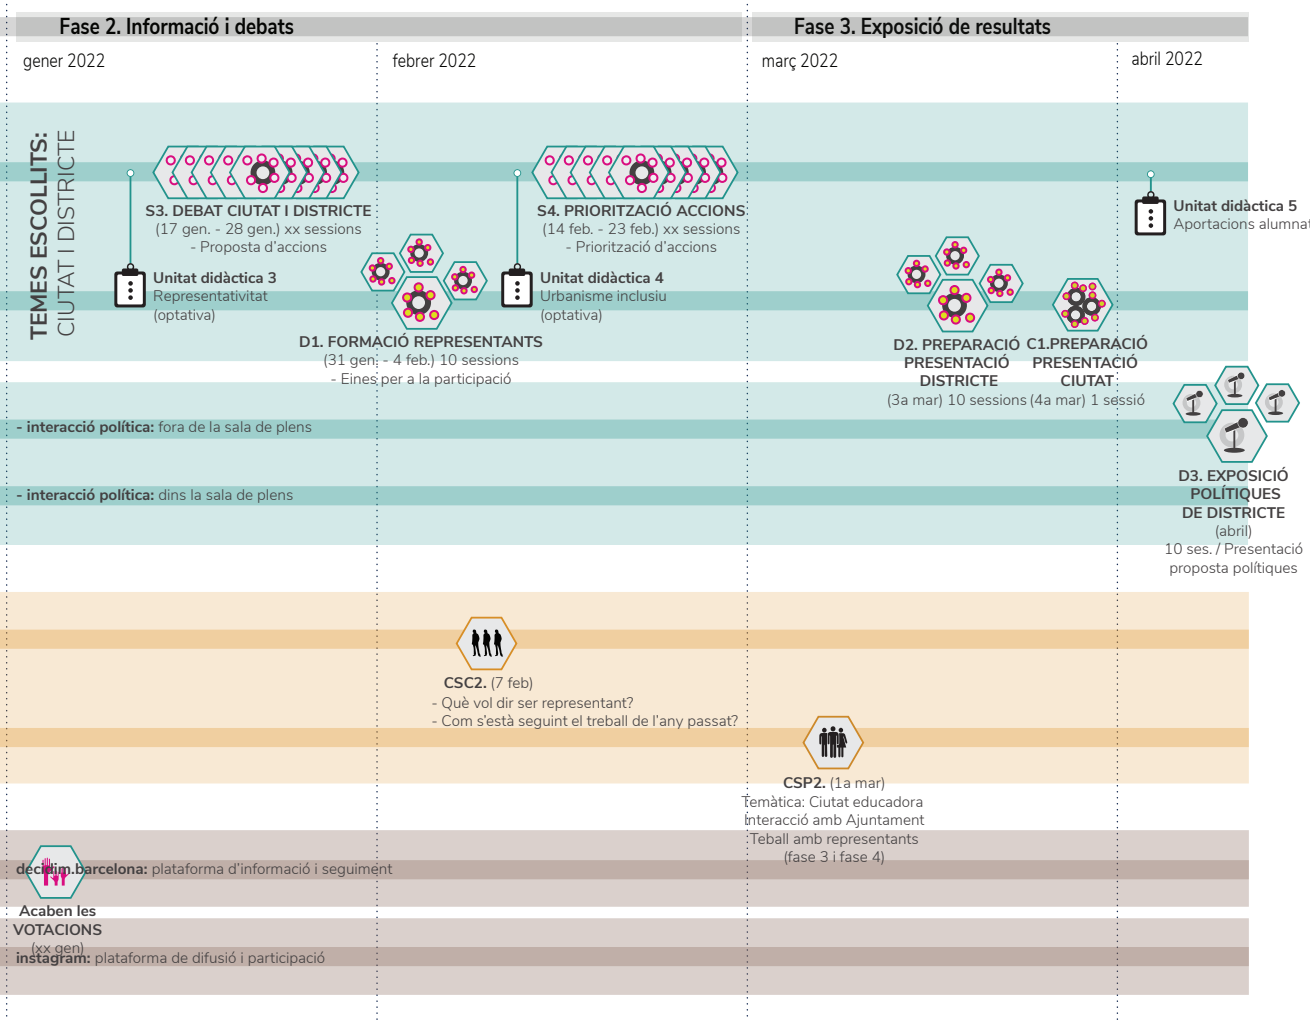 Fase 2. Informació i debats
Fase 3. Exposició de resultats
gener 2022
febrer 2022
març 2022
abril 2022
TEMES ESCOLLITS:
CIUTAT I DISTRICTE
S3. DEBAT CIUTAT I DISTRICTE
(17 gen. - 28 gen.) xx sessions
- Proposta d'accions
S4. PRIORITZACIÓ ACCIONS
(14 feb. - 23 feb.) xx sessions
- Priorització d'accions
Unitat didàctica 5
Aportacions alumnat
Unitat didàctica 3
Representativitat
(optativa)
Unitat didàctica 4
Urbanisme inclusiu
(optativa)
D1. FORMACIÓ REPRESENTANTS
(31 gen. - 4 feb.) 10 sessions
- Eines per a la participació
D2. PREPARACIÓ
PRESENTACIÓ
DISTRICTE
(3a mar) 10 sessions
C1.PREPARACIÓ
PRESENTACIÓ
CIUTAT
(4a mar) 1 sessió
- interacció política: fora de la sala de plens
- interacció política: dins la sala de plens
D3. EXPOSICIÓ
POLÍTIQUES
DE DISTRICTE
(abril)
10 ses. / Presentació
proposta polítiques
CSC2. (7 feb)
- Què vol dir ser representant?
- Com s'està seguint el treball de l'any passat?
CSP2. (1a mar)
Temàtica: Ciutat educadora
Interacció amb Ajuntament
Teball amb representants
(fase 3 i fase 4)
decidim.barcelona: plataforma d'informació i seguiment
Acaben les
VOTACIONS
(xx gen)
instagram: plataforma de difusió i participació